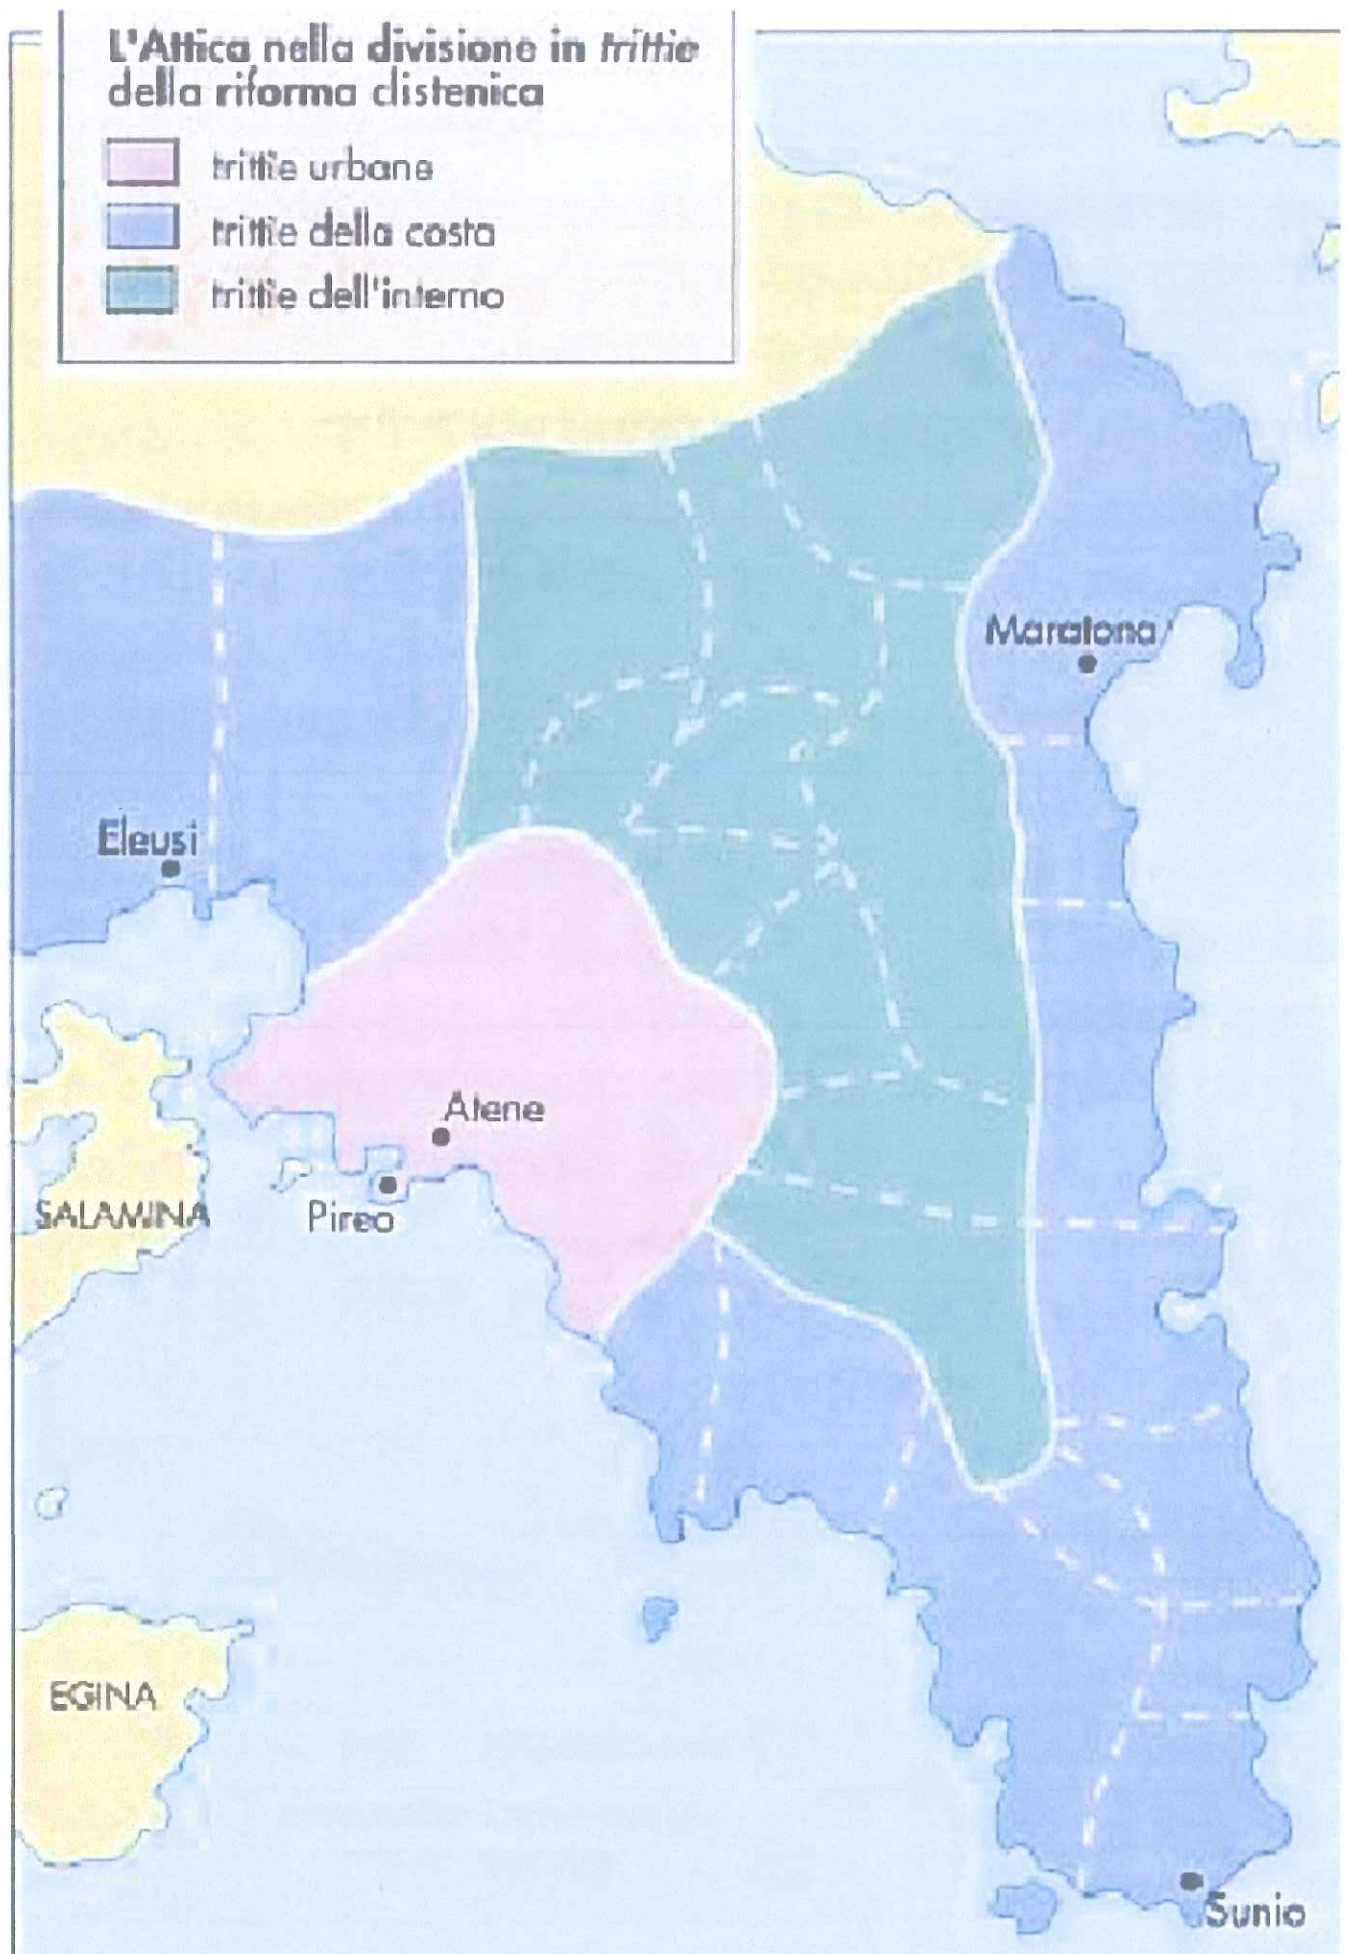 L'Attica nella divisione in trittie
della riforma clistenica
trittie urbane
trittie della costa
trittie dell'interno
Maratona
Eleusi
Atene
SALAMINA
Pireo
EGINA
Sunio